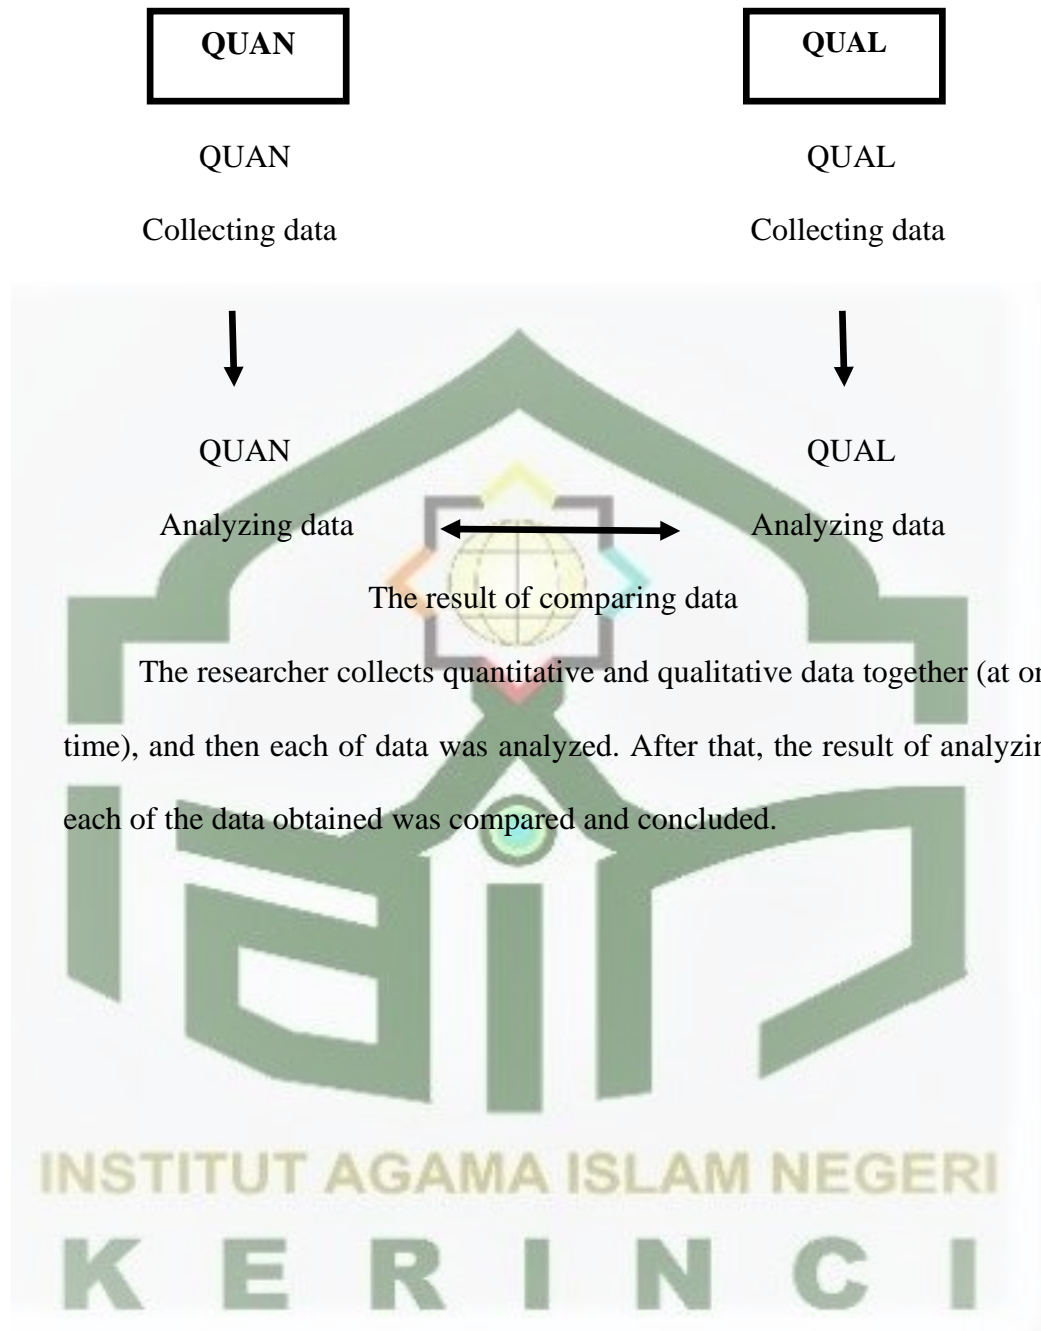 QUAN QUAL
QUAN QUAL
Collecting data Collecting data
QUAN QUAL
Analyzing data Analyzing data
The result of comparing data
The researcher collects quantitative and qualitative data together (at
time), and then each of data was analyzed. After that, the result of
each of the data obtained was compared and concluded.
iain
INSTITUT AGAMA ISLAM NEGERI
KERINCI